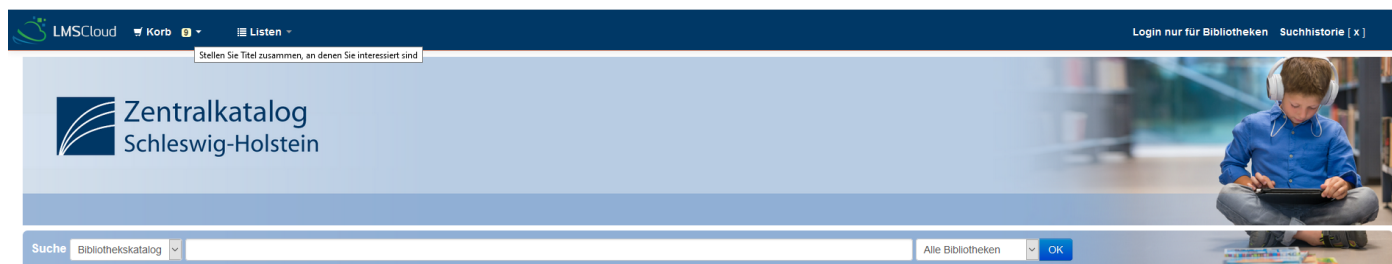 LMSCloud Korb 9 Listen Login nur für Bibliotheken Suchhistorie [ x ]
Stellen Sie Titel zusammen, an denen Sie interessiert sind
Zentralkatalog
Schleswig-Holstein
Suche Bibliothekskatalog Alle Bibliotheken OK